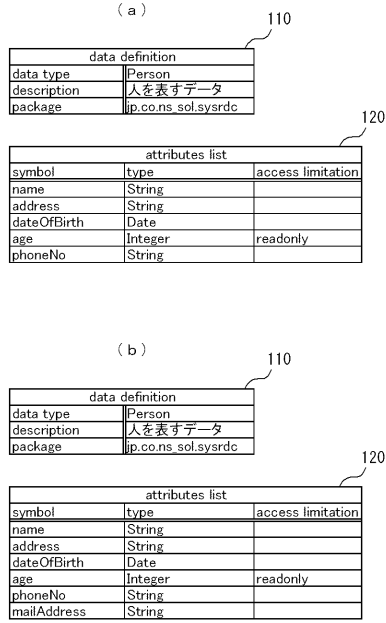 (a)
110
data definition
data type Person
description 人を表すデータ
package jp.co.ns_sol.sysrdc
120
attributes list
symbol type access limitation
name String
address String
dateOfBirth Date
age Integer readonly
phoneNo String
(b)
110
data definition
data type Person
description 人を表すデータ
package jp.co.ns_sol.sysrdc
120
attributes list
symbol type access limitation
name String
address String
dateOfBirth Date
age Integer readonly
phoneNo String
mailAddress String